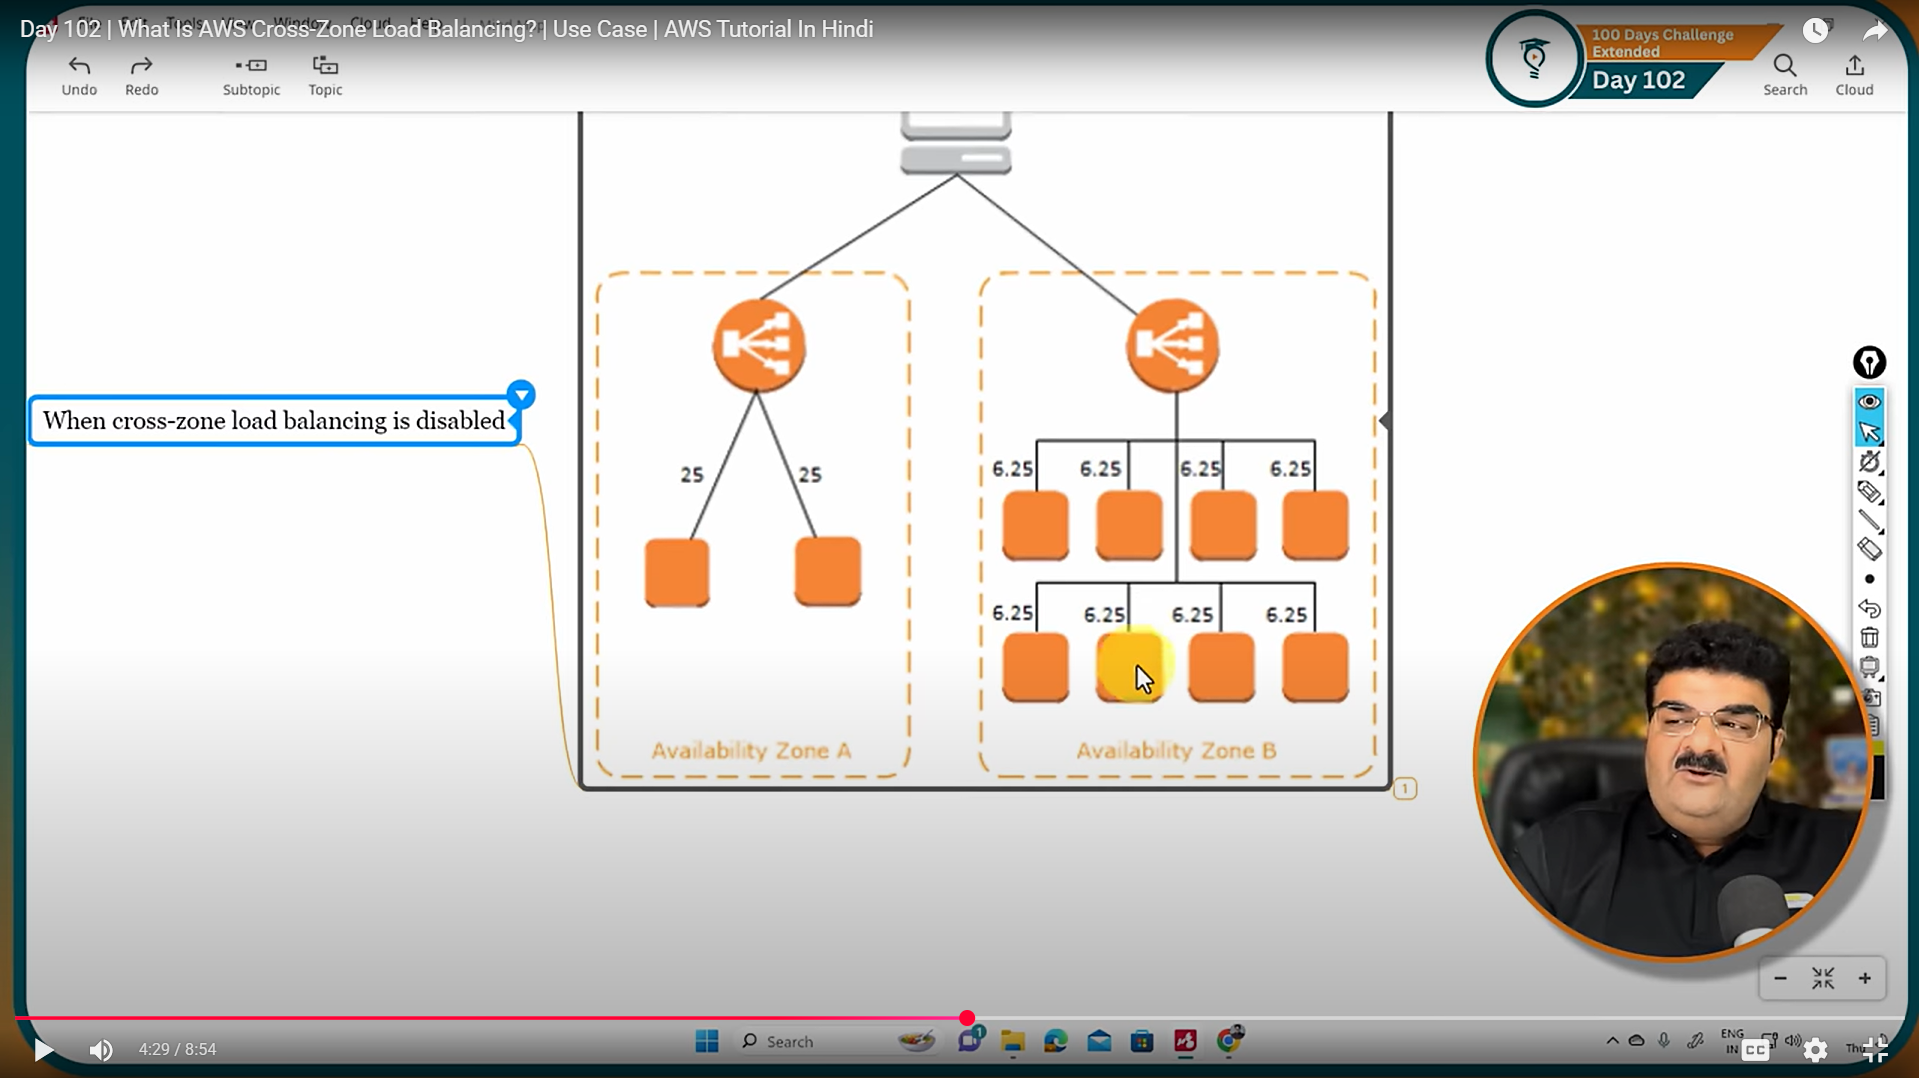 Day 102 | What Is AWS Cross-Zone Load Balancing? | Use Case | AWS Tutorial In Hindi
100 Days Challenge
Extended
Day 102
Undo
Redo
Subtopic
Topic
Search
Cloud
When cross-zone load balancing is disabled
25
25
6.25
6.25
6.25
6.25
6.25
6.25
6.25
6.25
Availability Zone A
Availability Zone B
1
Search
1
4:29 / 8:54
ENG
IN
CC
Thu